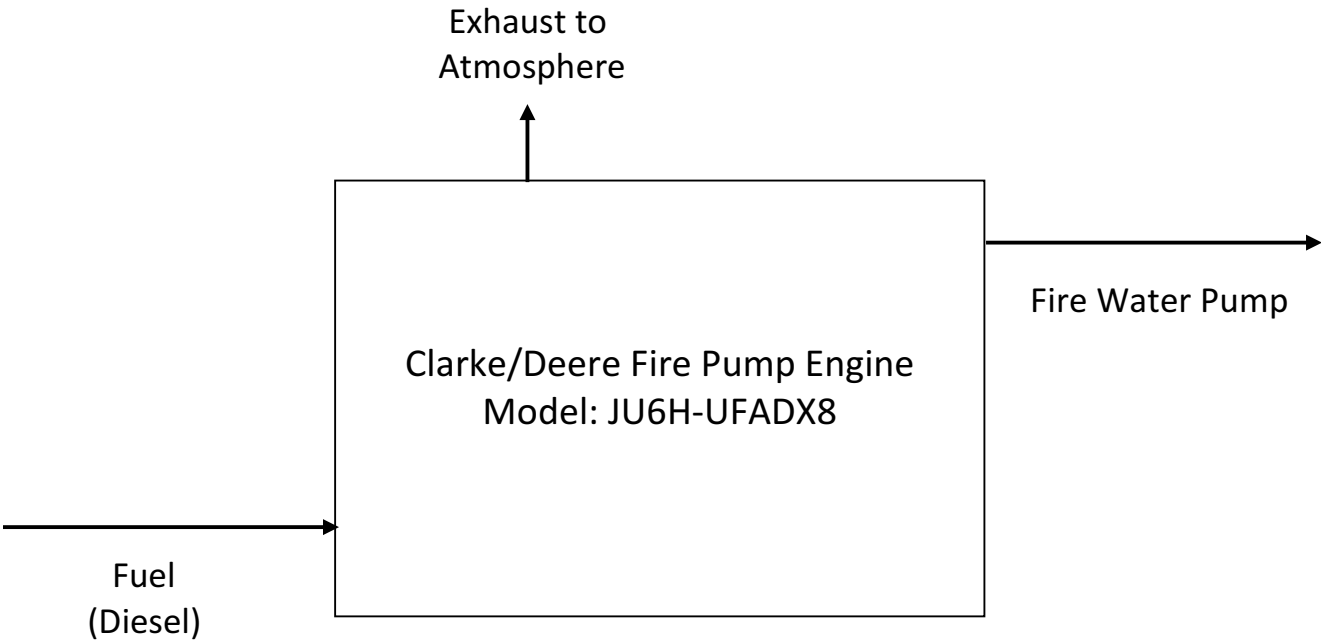 Exhaust to
Atmosphere
Fire Water Pump
Clarke/Deere Fire Pump Engine
Model: JU6H-UFADX8
Fuel
(Diesel)